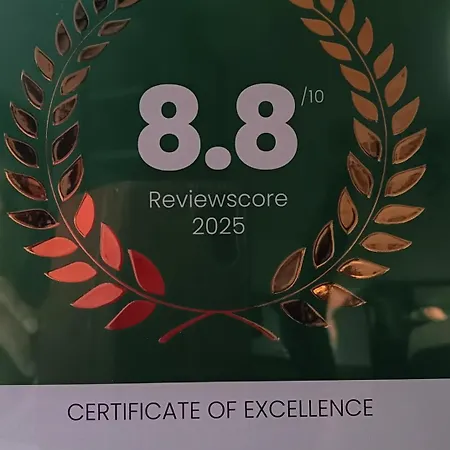 8.8/10
Reviewscore
2025
CERTIFICATE OF EXCELLENCE